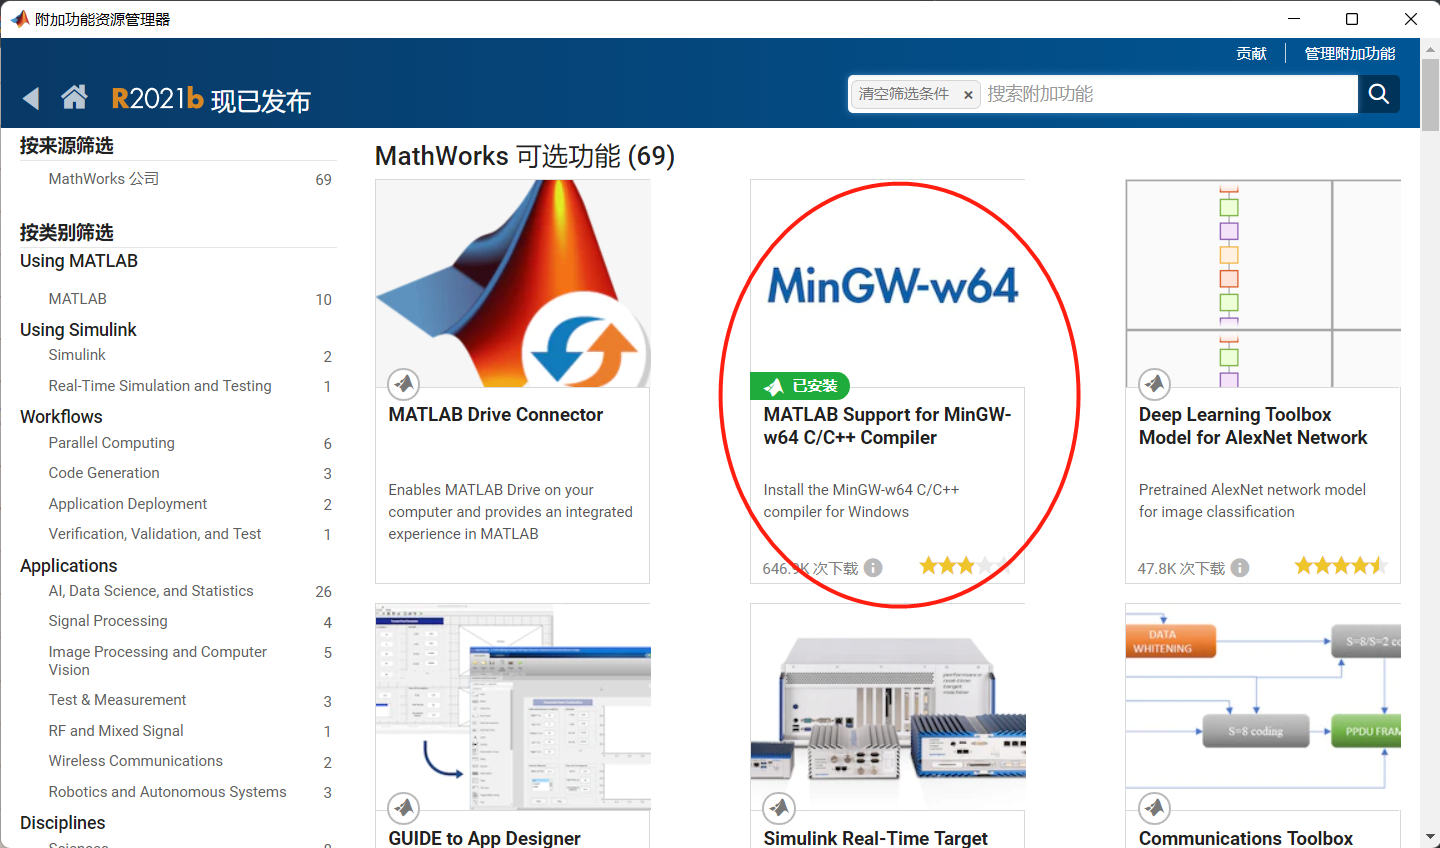 附加功能资源管理器
贡献
管理附加功能
R2021b 现已发布
清空筛选条件 ×
搜索附加功能
按来源筛选
MathWorks 公司 69
按类别筛选
Using MATLAB
MATLAB 10
Using Simulink
Simulink 2
Real-Time Simulation and Testing 1
Workflows
Parallel Computing 6
Code Generation 3
Application Deployment 2
Verification, Validation, and Test 1
Applications
AI, Data Science, and Statistics 26
Signal Processing 4
Image Processing and Computer
Vision 5
Test & Measurement 3
RF and Mixed Signal 1
Wireless Communications 2
Robotics and Autonomous Systems 3
Disciplines
MathWorks 可选功能 (69)
MATLAB Drive Connector
Enables MATLAB Drive on your
computer and provides an integrated
experience in MATLAB
MinGW-w64
已安装
MATLAB Support for MinGW-
w64 C/C++ Compiler
Install the MinGW-w64 C/C++
compiler for Windows
646.9K 次下载
Deep Learning Toolbox
Model for AlexNet Network
Pretrained AlexNet network model
for image classification
47.8K 次下载
GUIDE to App Designer
performance
real-time
target
machine
Simulink Real-Time Target
DATA
WHITENING
S=8/S=2 co
S=8 coding
PPDU FRAM
Communications Toolbox